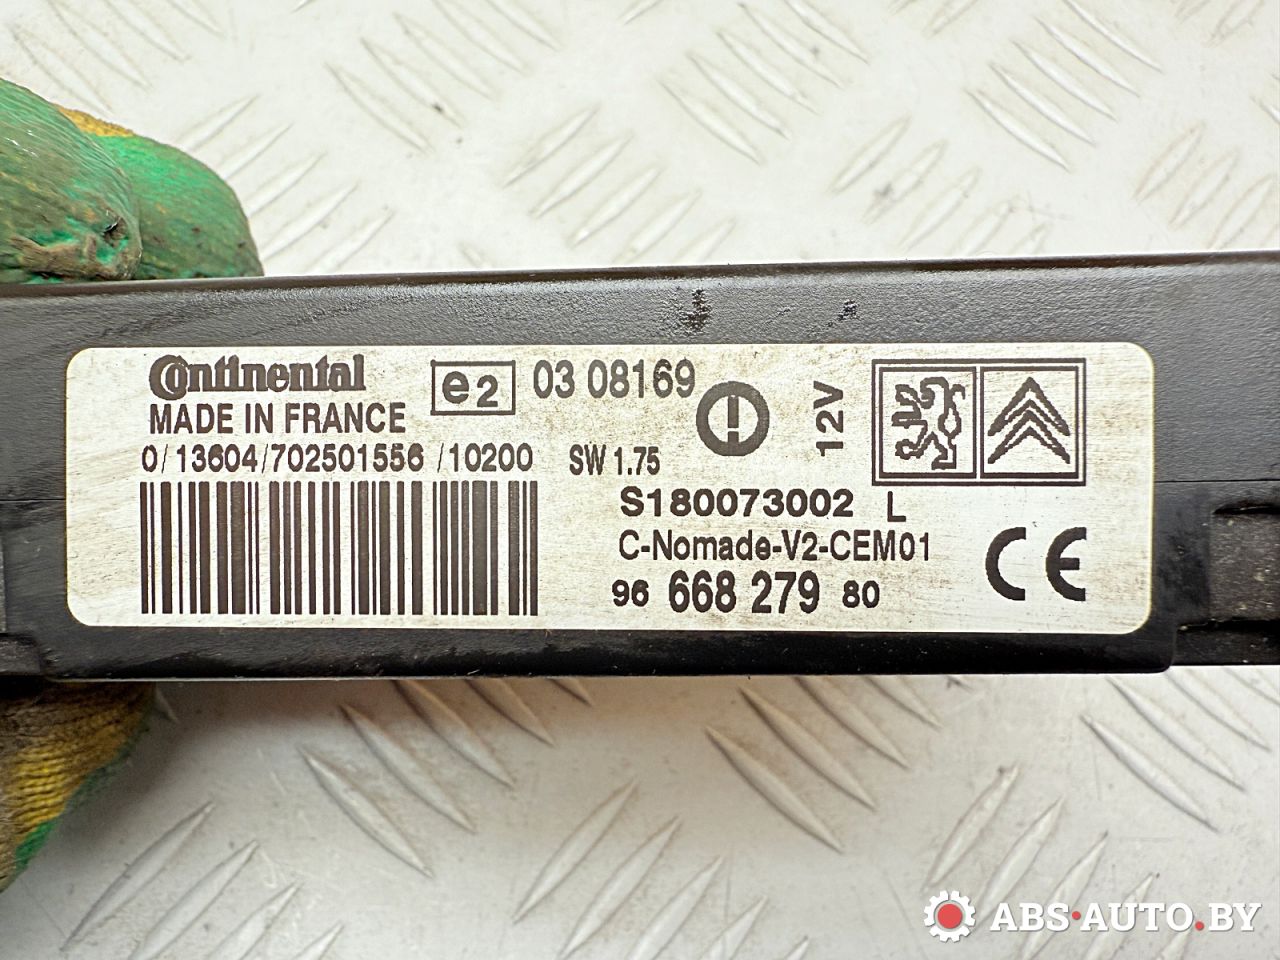 Continental
e2 03 08169
MADE IN FRANCE
12V
0/13604/702501556 /10200 SW 1.75
S180073002 L
C-Nomade-V2-CEM01
96 668 279 80
CE
ABS·AUTO.BY